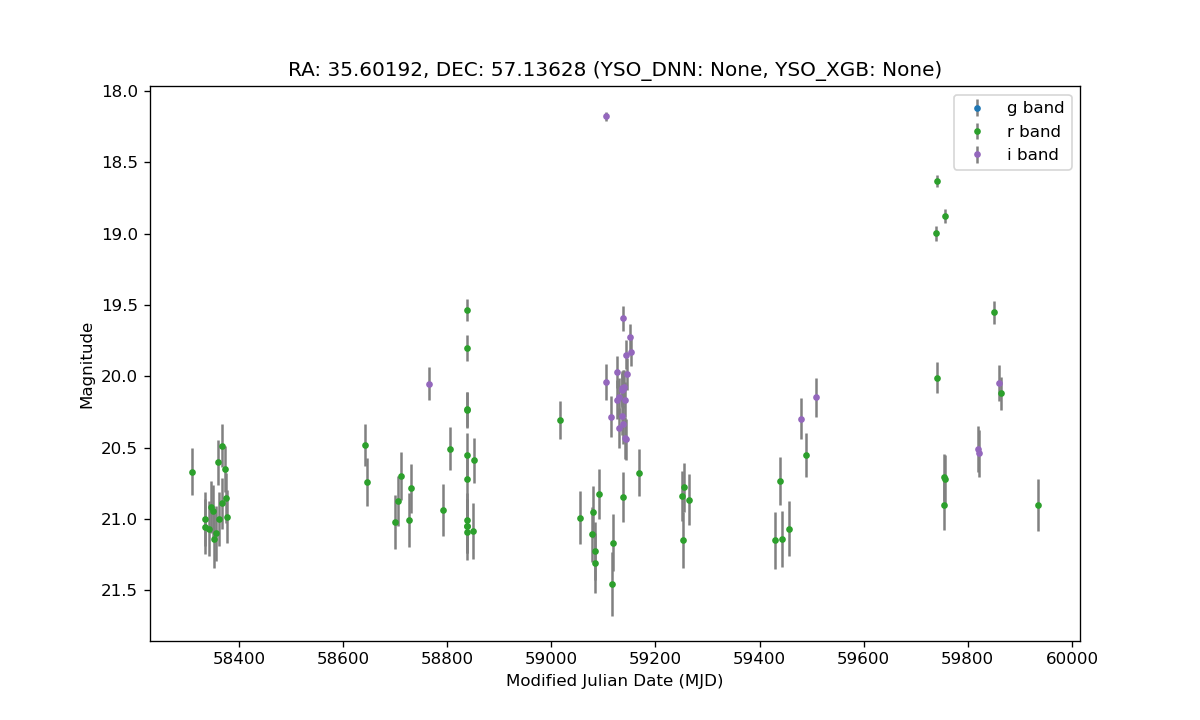 RA: 35.60192, DEC: 57.13628 (YSO_DNN: None, YSO_XGB: None)
g band
r band
i band
Magnitude
18.0
18.5
19.0
19.5
20.0
20.5
21.0
21.5
58400 58600 58800 59000 59200 59400 59600 59800 60000
Modified Julian Date (MJD)